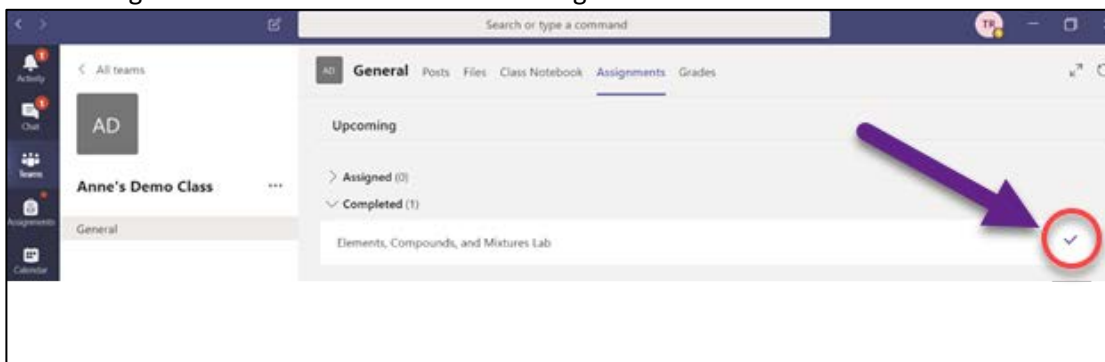 Search or type a command
TR
Activity
Chat
Teams
Assignments
Calendar
All teams
AD
Anne's Demo Class ...
General
AD General Posts Files Class Notebook Assignments Grades
Upcoming
Assigned (0)
Completed (1)
Elements, Compounds, and Mixtures Lab